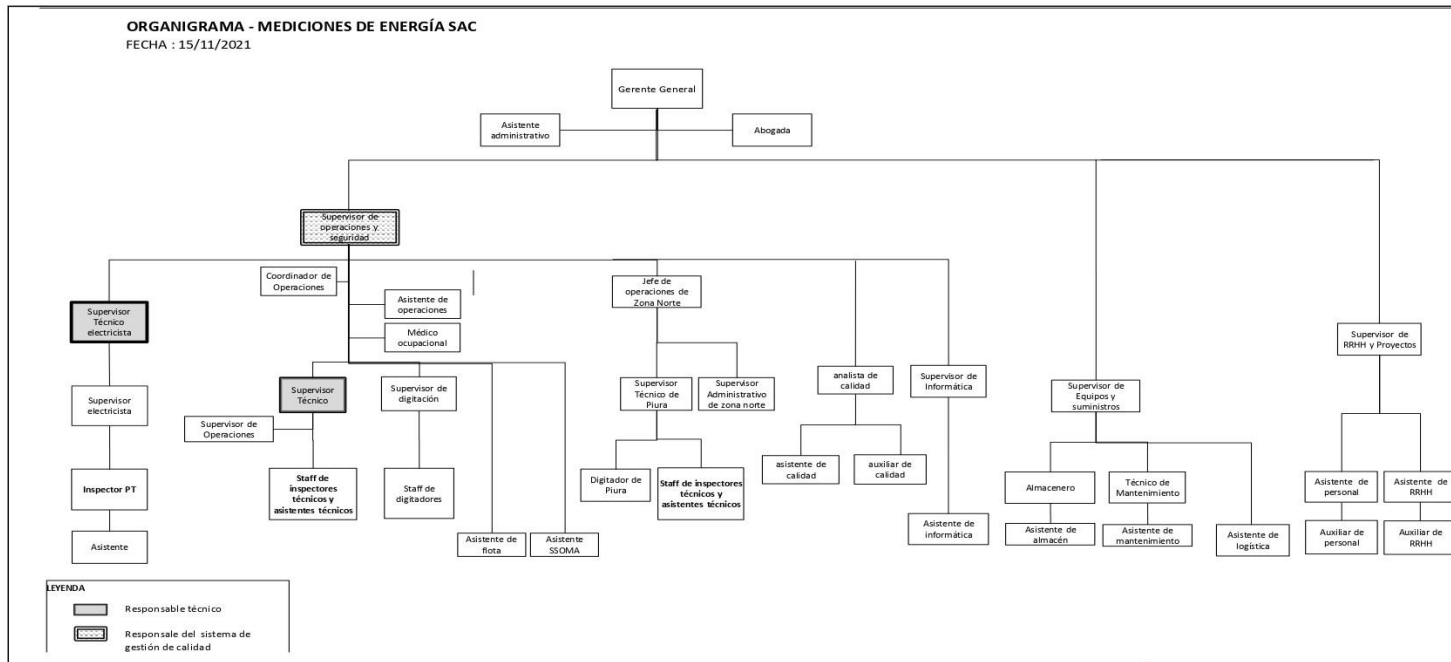 ORGANIGRAMA - MEDICIONES DE ENERGÍA SAC
FECHA : 15/11/2021
Gerente General
Asistente
administrativo
Abogada
Supervisor de
operaciones y
seguridad
Coordinador de
Operaciones
Asistente de
operaciones
Médico
ocupacional
Jefe de
operaciones de
Zona Norte
Supervisor
Técnico
electricista
Supervisor de
RRHH y Proyectos
Supervisor
electricista
Supervisor
Técnico
Supervisor de
digitación
Supervisor
Técnico de
Piura
Supervisor
Administrativo
de zona norte
analista de
calidad
Supervisor de
Informática
Supervisor de
Equipos y
suministros
Supervisor de
Operaciones
Inspector PT
Staff de
inspectores
técnicos y
asistentes técnicos
Staff de
digitadores
Digitador de
Piura
Staff de inspectores
técnicos y
asistentes técnicos
asistente de
calidad
auxiliar de
calidad
Almacenero
Técnico de
Mantenimiento
Asistente de
personal
Asistente de
RRHH
Asistente
Asistente de
flota
Asistente
SSOMA
Asistente de
informática
Asistente de
almacén
Asistente de
mantenimiento
Asistente de
logística
Auxiliar de
personal
Auxiliar de
RRHH
LEYENDA
Responsable técnico
Responsale del sistema de
gestión de calidad